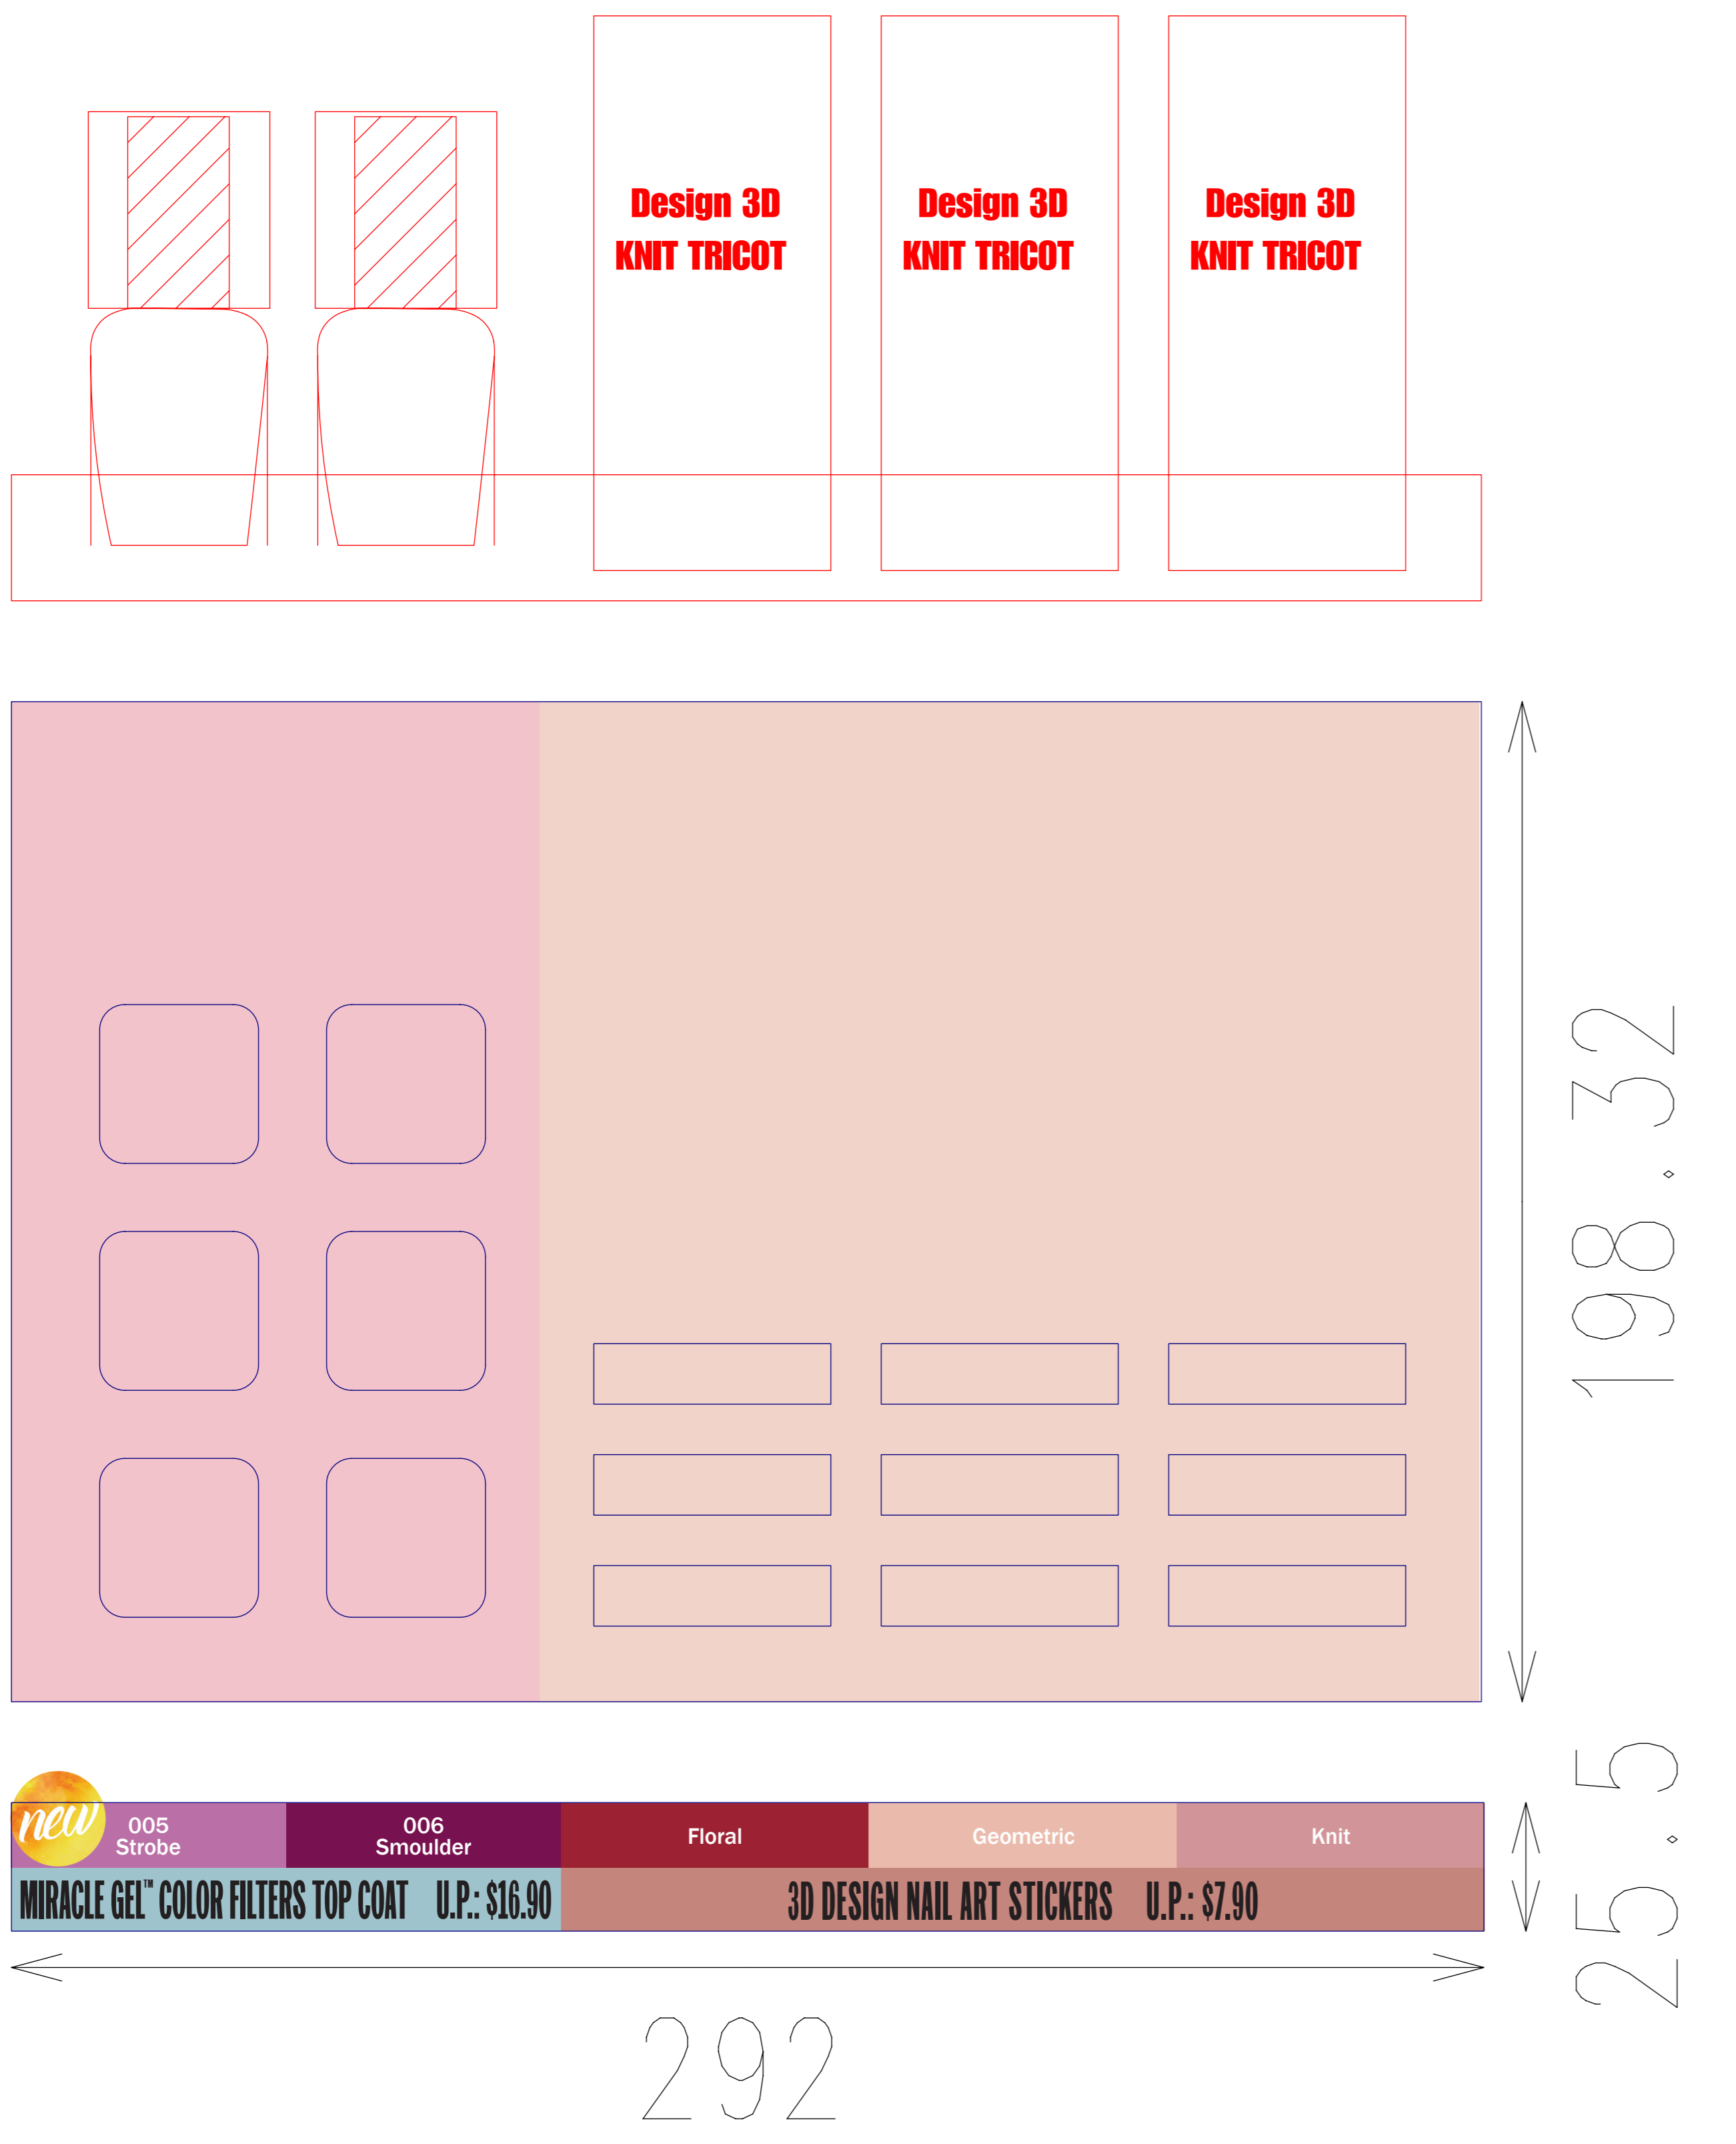 Design 3D
KNIT TRICOT
Design 3D
KNIT TRICOT
Design 3D
KNIT TRICOT
198.32
new
005
Strobe
006
Smoulder
Floral
Geometric
Knit
MIRACLE GEL™ COLOR FILTERS TOP COAT U.P.: $16.90
3D DESIGN NAIL ART STICKERS U.P.: $7.90
25.5
292